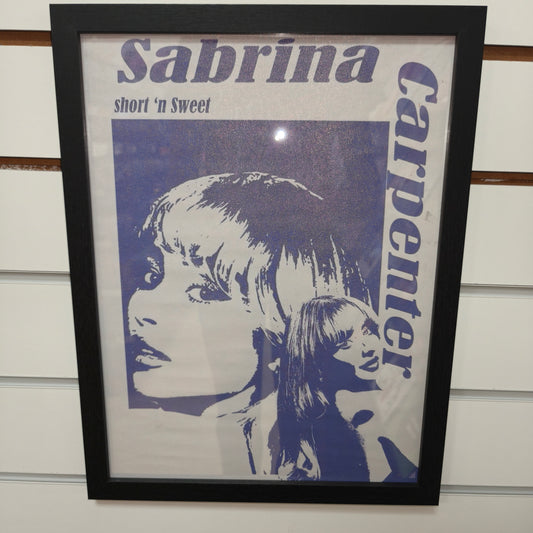 Sabrina
Carpenter
short ‘n Sweet